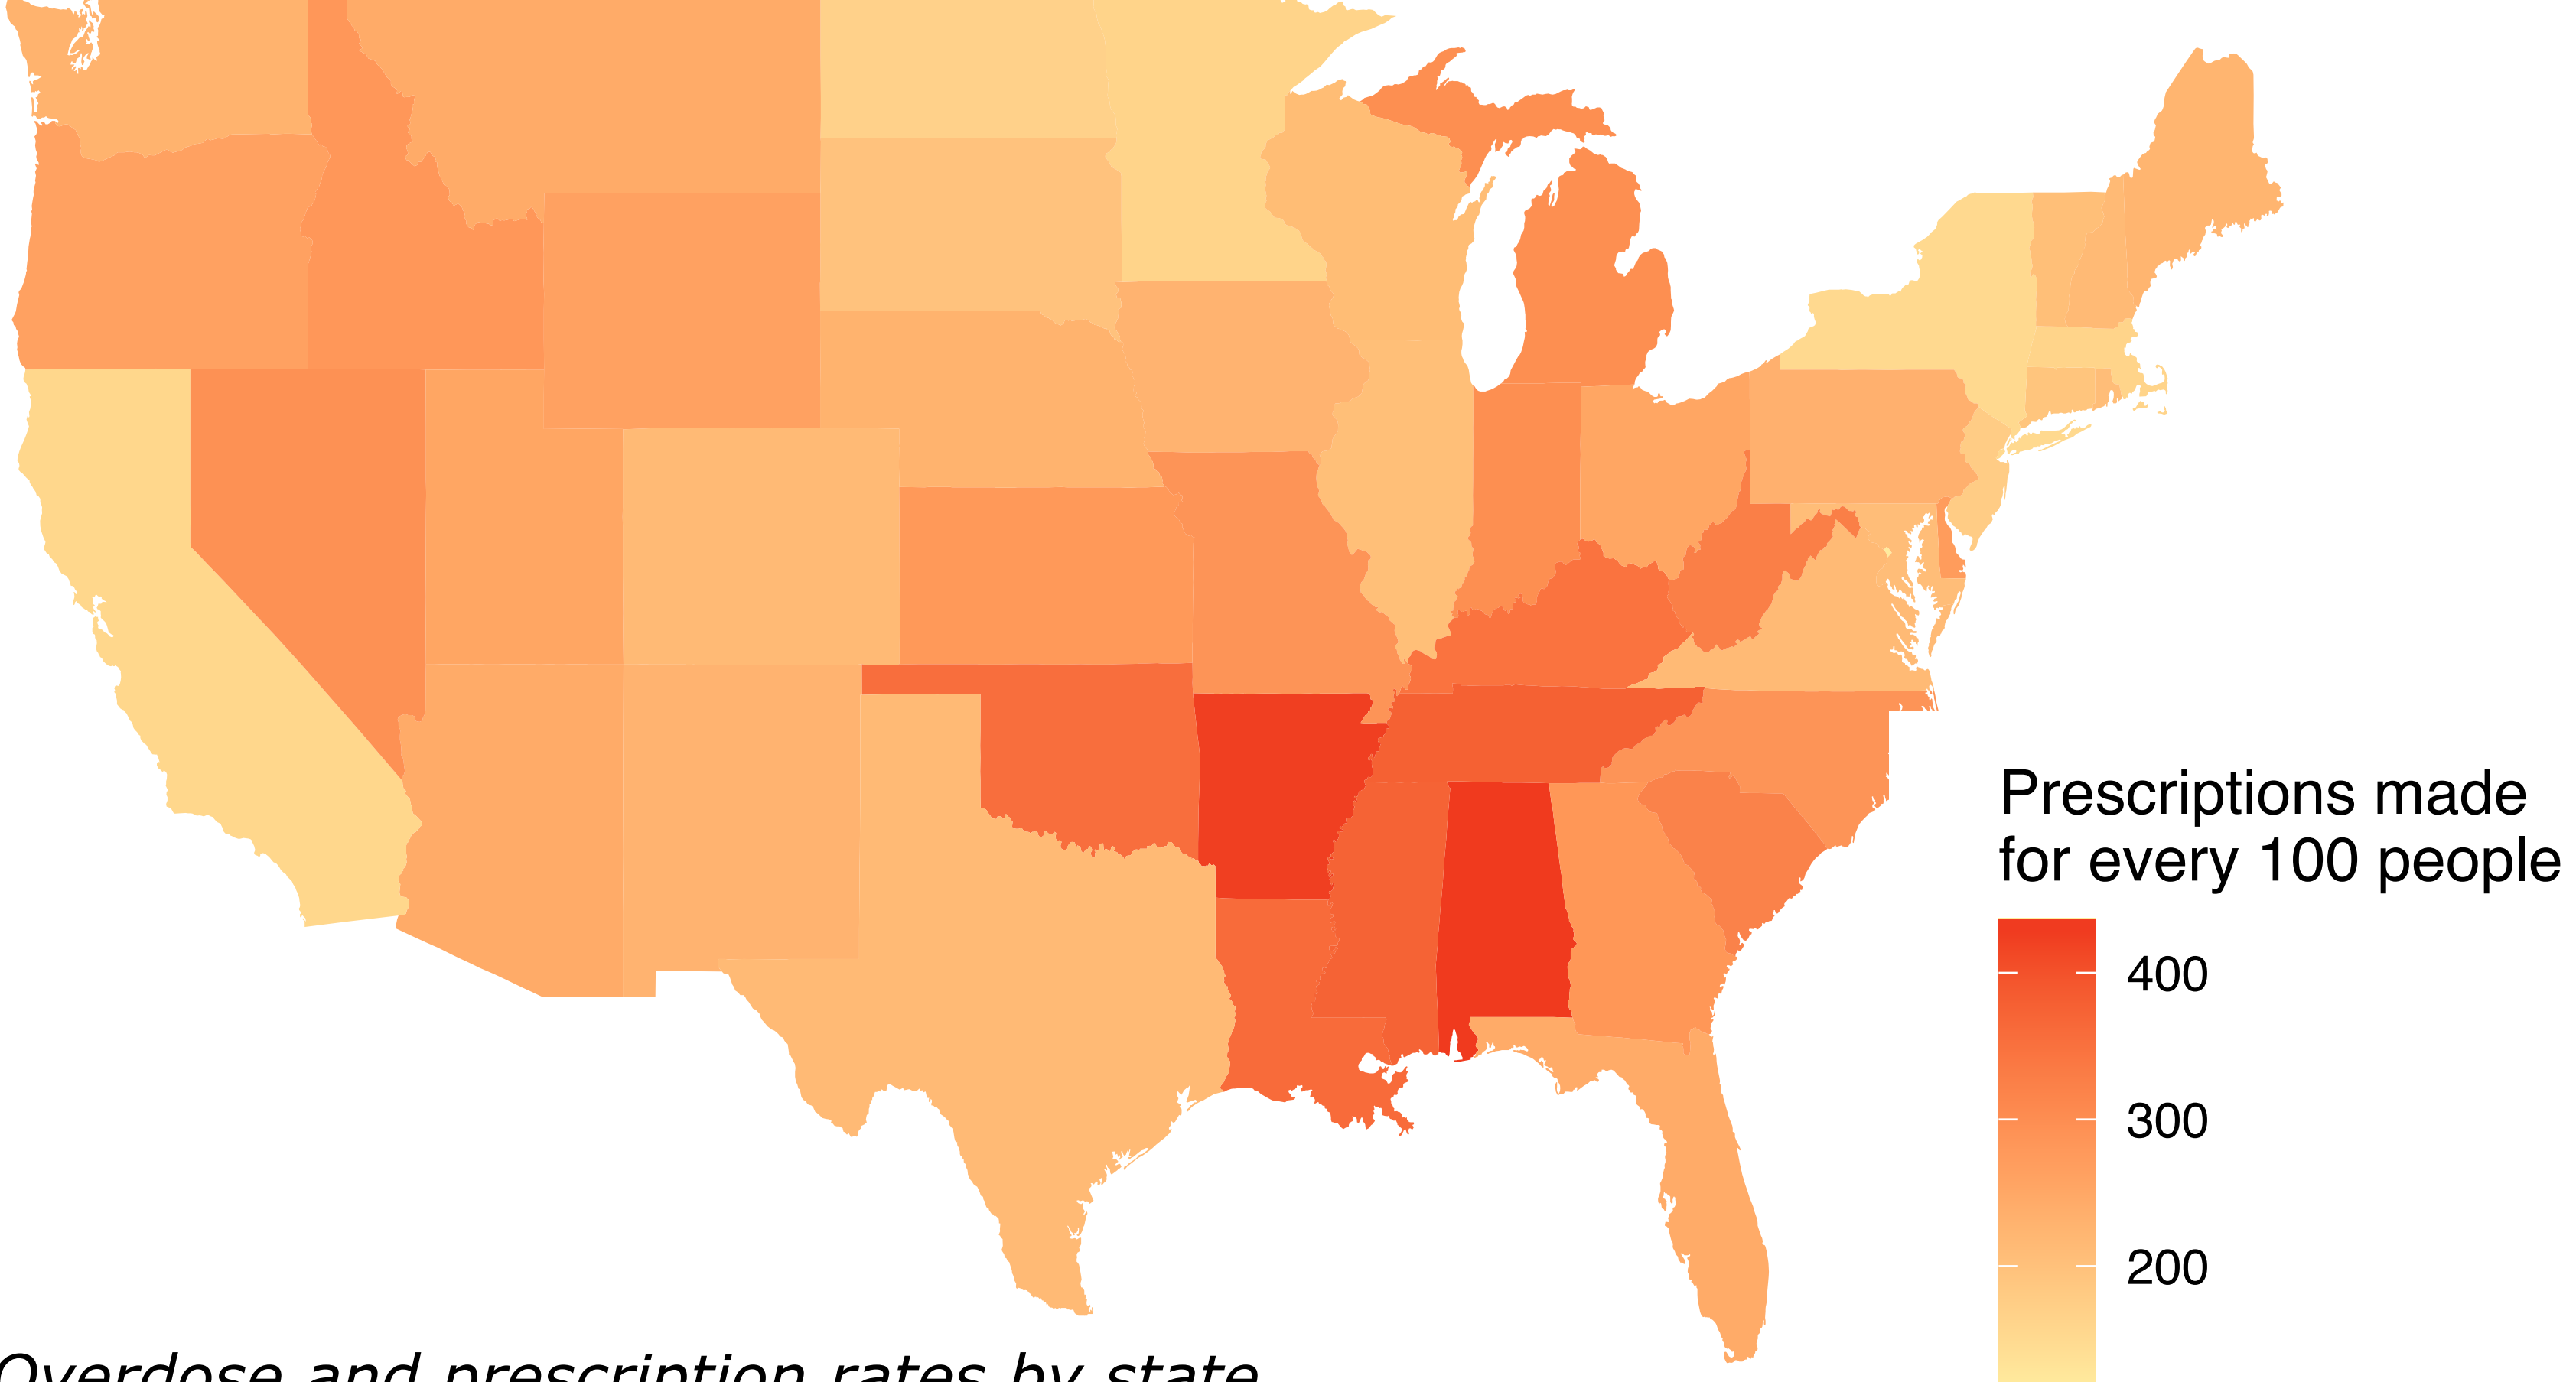 Prescriptions made
for every 100 people
400
300
200
Overdose and prescription rates by state